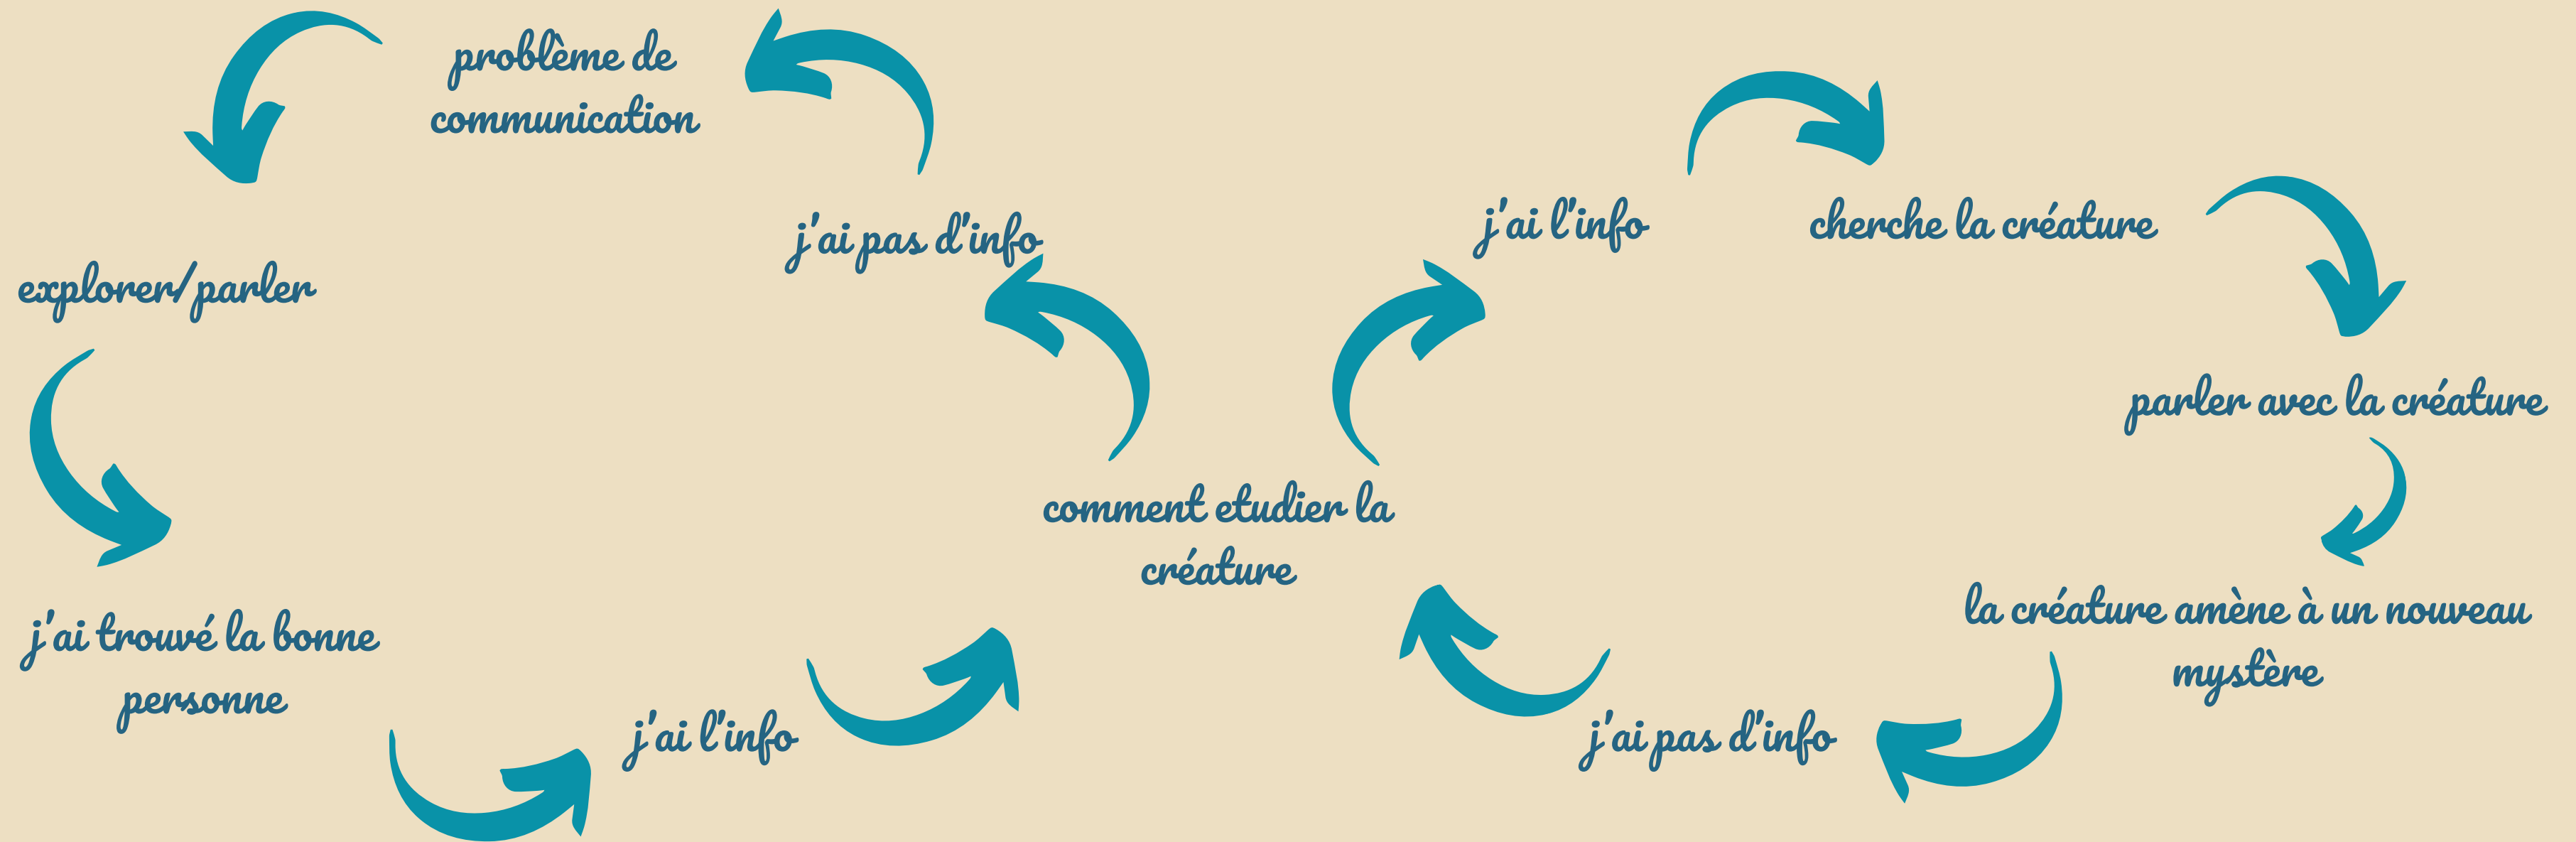 problème de
communication
j'ai pas d'info
explorer/parler
j'ai trouvé la bonne
personne
j'ai l'info
comment etudier la
créature
j'ai l'info
cherche la créature
parler avec la créature
la créature amène à un nouveau
mystère
j'ai pas d'info